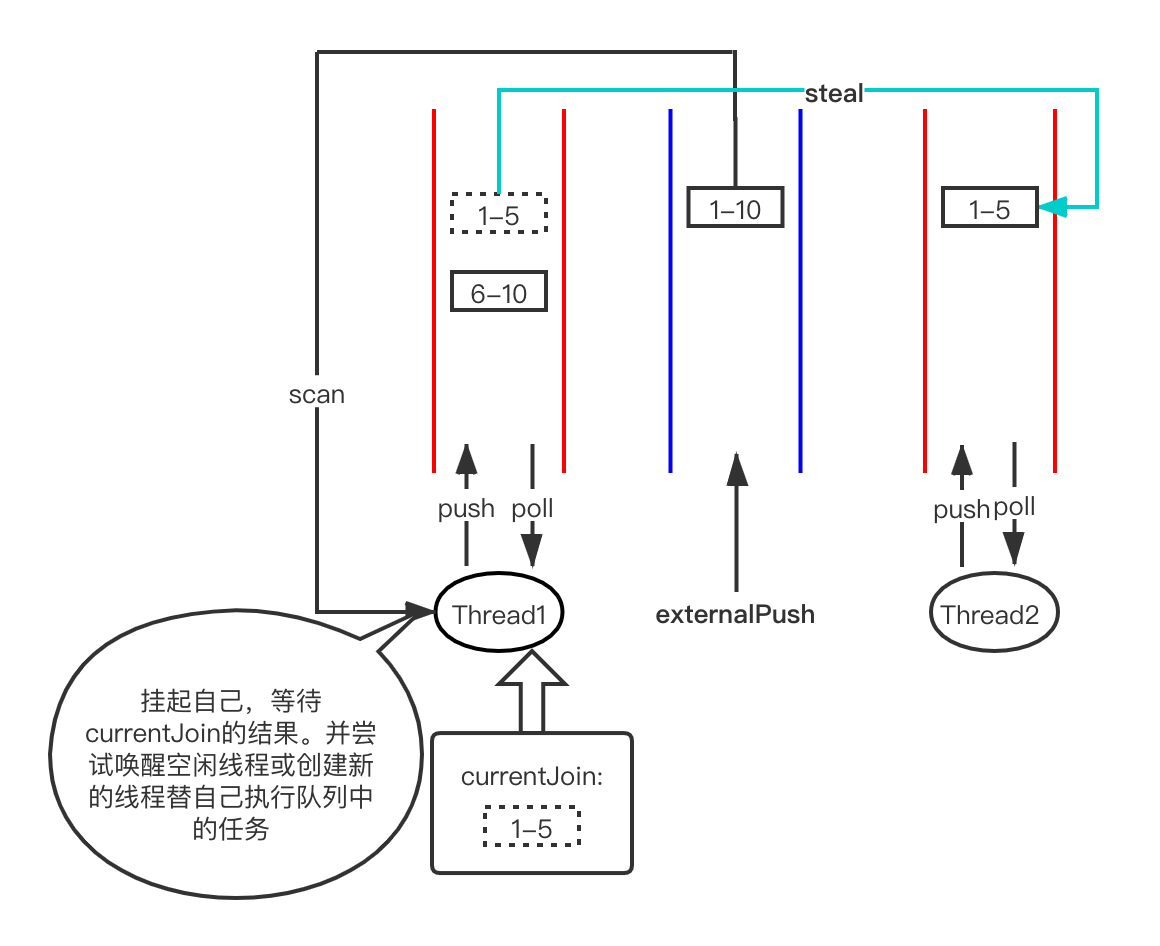 steal
1–5
1–10
1–5
6–10
scan
push
poll
push
poll
Thread1
externalPush
Thread2
挂起自己，等待
currentJoin的结果。并尝
试唤醒空闲线程或创建新
的线程替自己执行队列中
的任务
currentJoin:
1–5